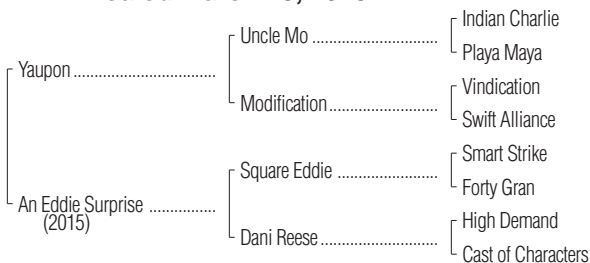 Indian Charlie
Uncle Mo
Playa Maya
Yaupon
Vindication
Modification
Swift Alliance
Smart Strike
Square Eddie
Forty Gran
An Eddie Surprise
(2015)
High Demand
Dani Reese
Cast of Characters